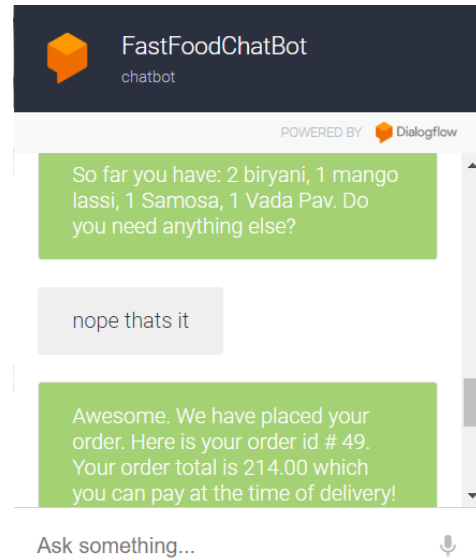 FastFoodChatBot
chatbot
POWERED BY Dialogflow
So far you have: 2 biryani, 1 mango
lassi, 1 Samosa, 1 Vada Pav. Do
you need anything else?
nope thats it
Awesome. We have placed your
order. Here is your order id # 49.
Your order total is 214.00 which
you can pay at the time of delivery!
Ask something...